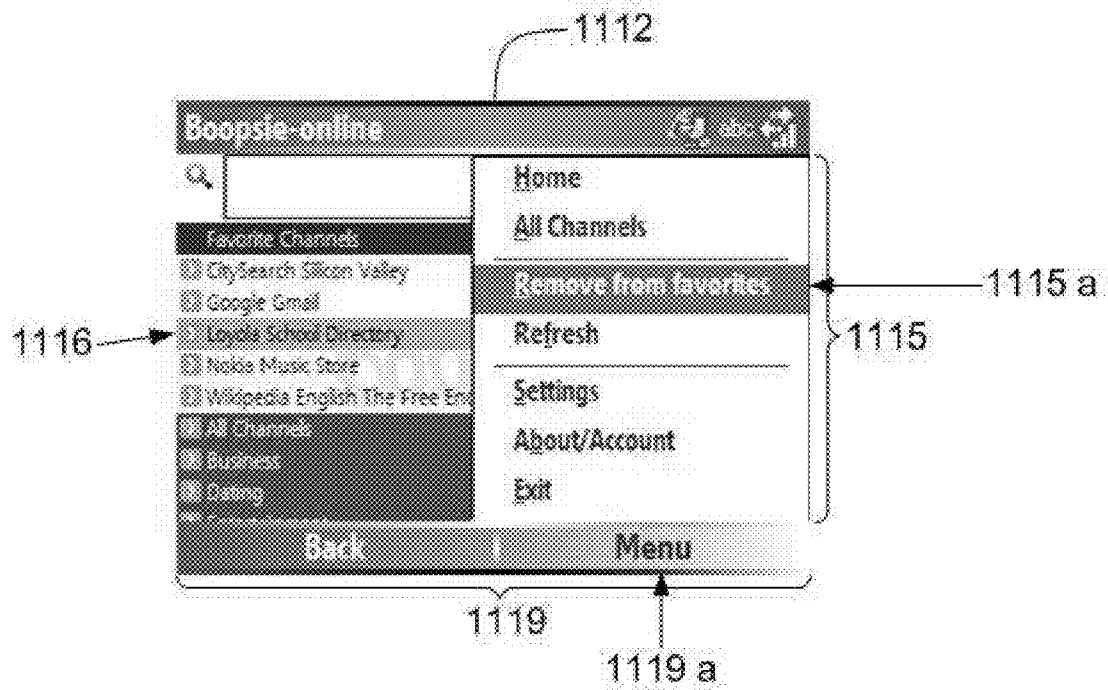 1112
Boopsie-online abc
Home
All Channels
Favorite Channels
CitySearch Silicon Valley
Remove from favorites
1115 a
Google Gmail
1116
Loyola School Directory
Refresh
1115
Nokia Music Store
Wikipedia English The Free En
Settings
All Channels
About/Account
Business
Dating
Exit
Back | Menu
1119
1119 a